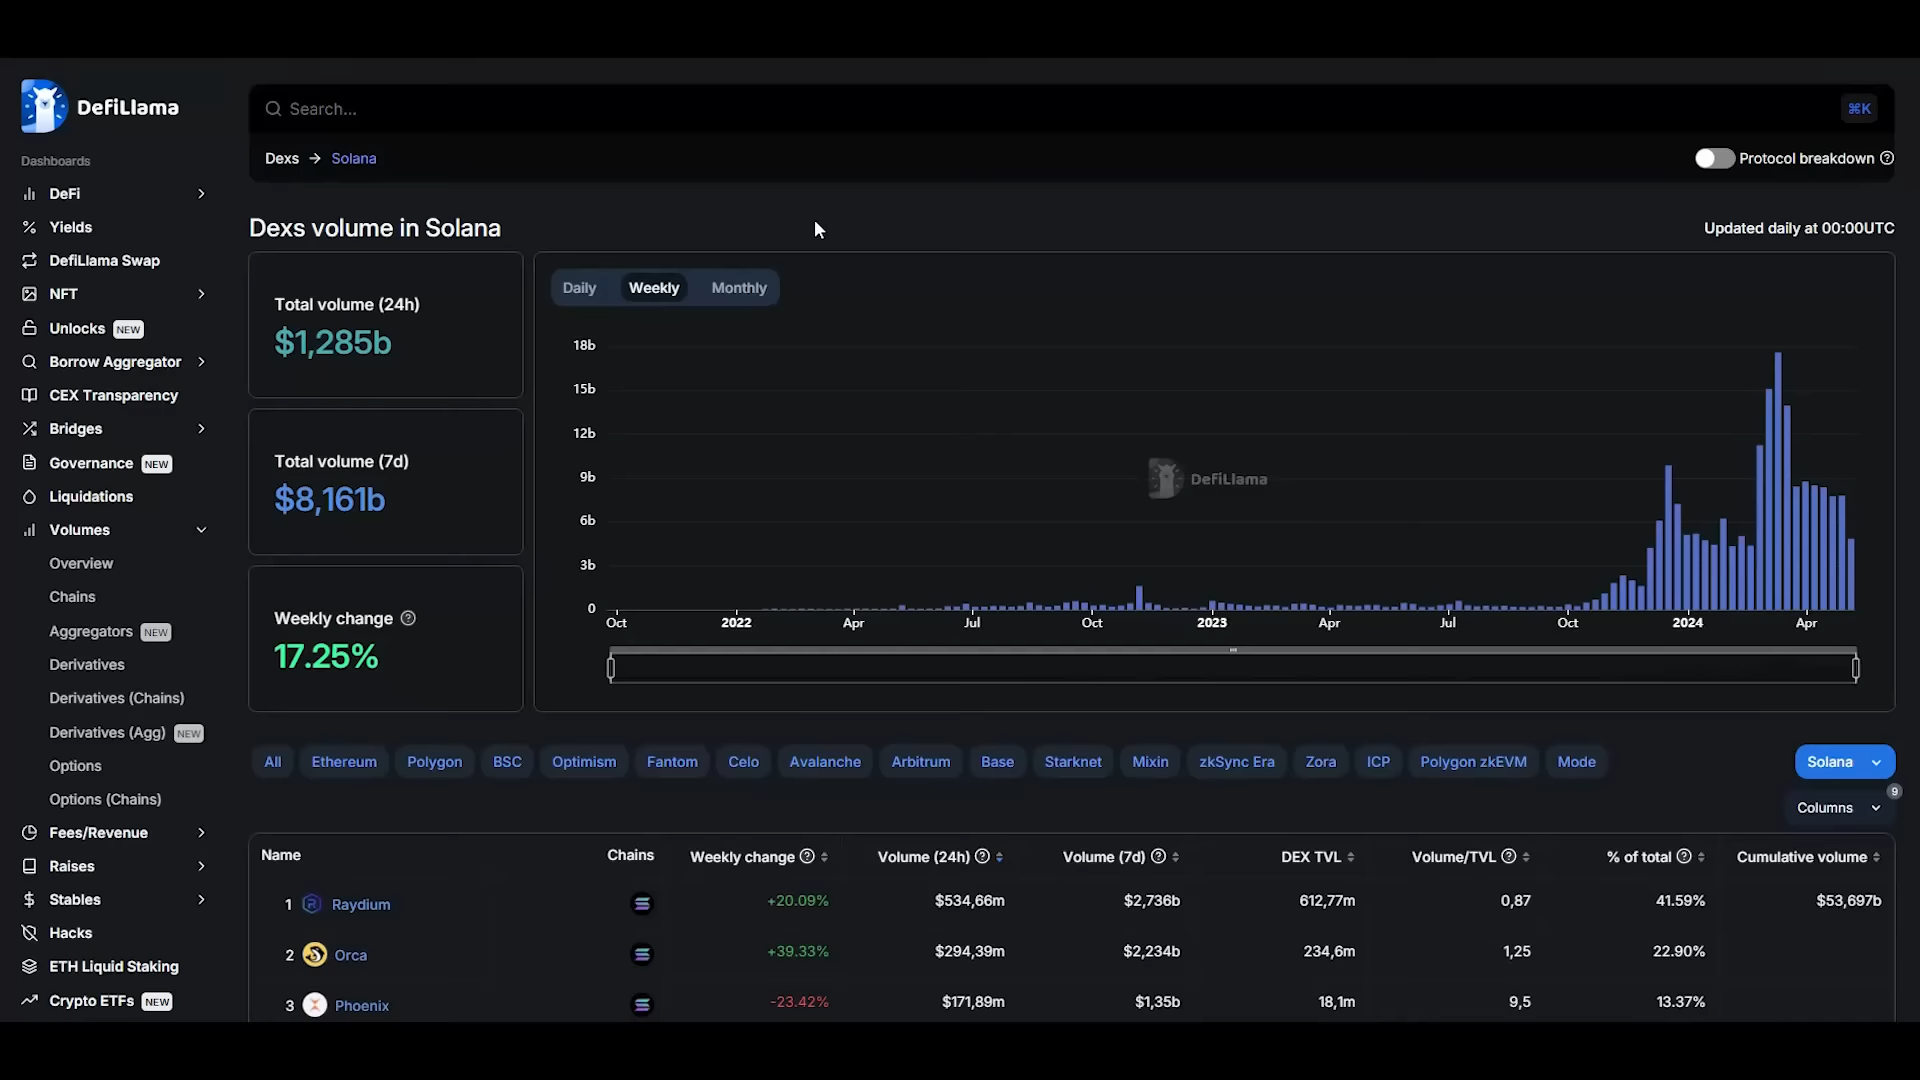 DefiLlama
Search...
⌘K
Dexs → Solana
Protocol breakdown
Dashboards
DeFi
Yields
DefiLlama Swap
NFT
Unlocks NEW
Borrow Aggregator
CEX Transparency
Bridges
Governance NEW
Liquidations
Volumes
Overview
Chains
Aggregators NEW
Derivatives
Derivatives (Chains)
Derivatives (Agg) NEW
Options
Options (Chains)
Fees/Revenue
Raises
Stables
Hacks
ETH Liquid Staking
Crypto ETFs NEW
Dexs volume in Solana
Updated daily at 00:00UTC
Total volume (24h)
$1,285b
Total volume (7d)
$8,161b
Weekly change
17.25%
Daily Weekly Monthly
18b
15b
12b
9b
6b
3b
0
DefiLlama
Oct 2022 Apr Jul Oct 2023 Apr Jul Oct 2024 Apr
All Ethereum Polygon BSC Optimism Fantom Celo Avalanche Arbitrum Base Starknet Mixin zkSync Era Zora ICP Polygon zkEVM Mode Solana
9
Columns
Name Chains Weekly change Volume (24h) Volume (7d) DEX TVL Volume/TVL % of total Cumulative volume
1 Raydium +20.09% $534,66m $2,736b 612,77m 0,87 41.59% $53,697b
2 Orca +39.33% $294,39m $2,234b 234,6m 1,25 22.90%
3 Phoenix -23.42% $171,89m $1,35b 18,1m 9,5 13.37%